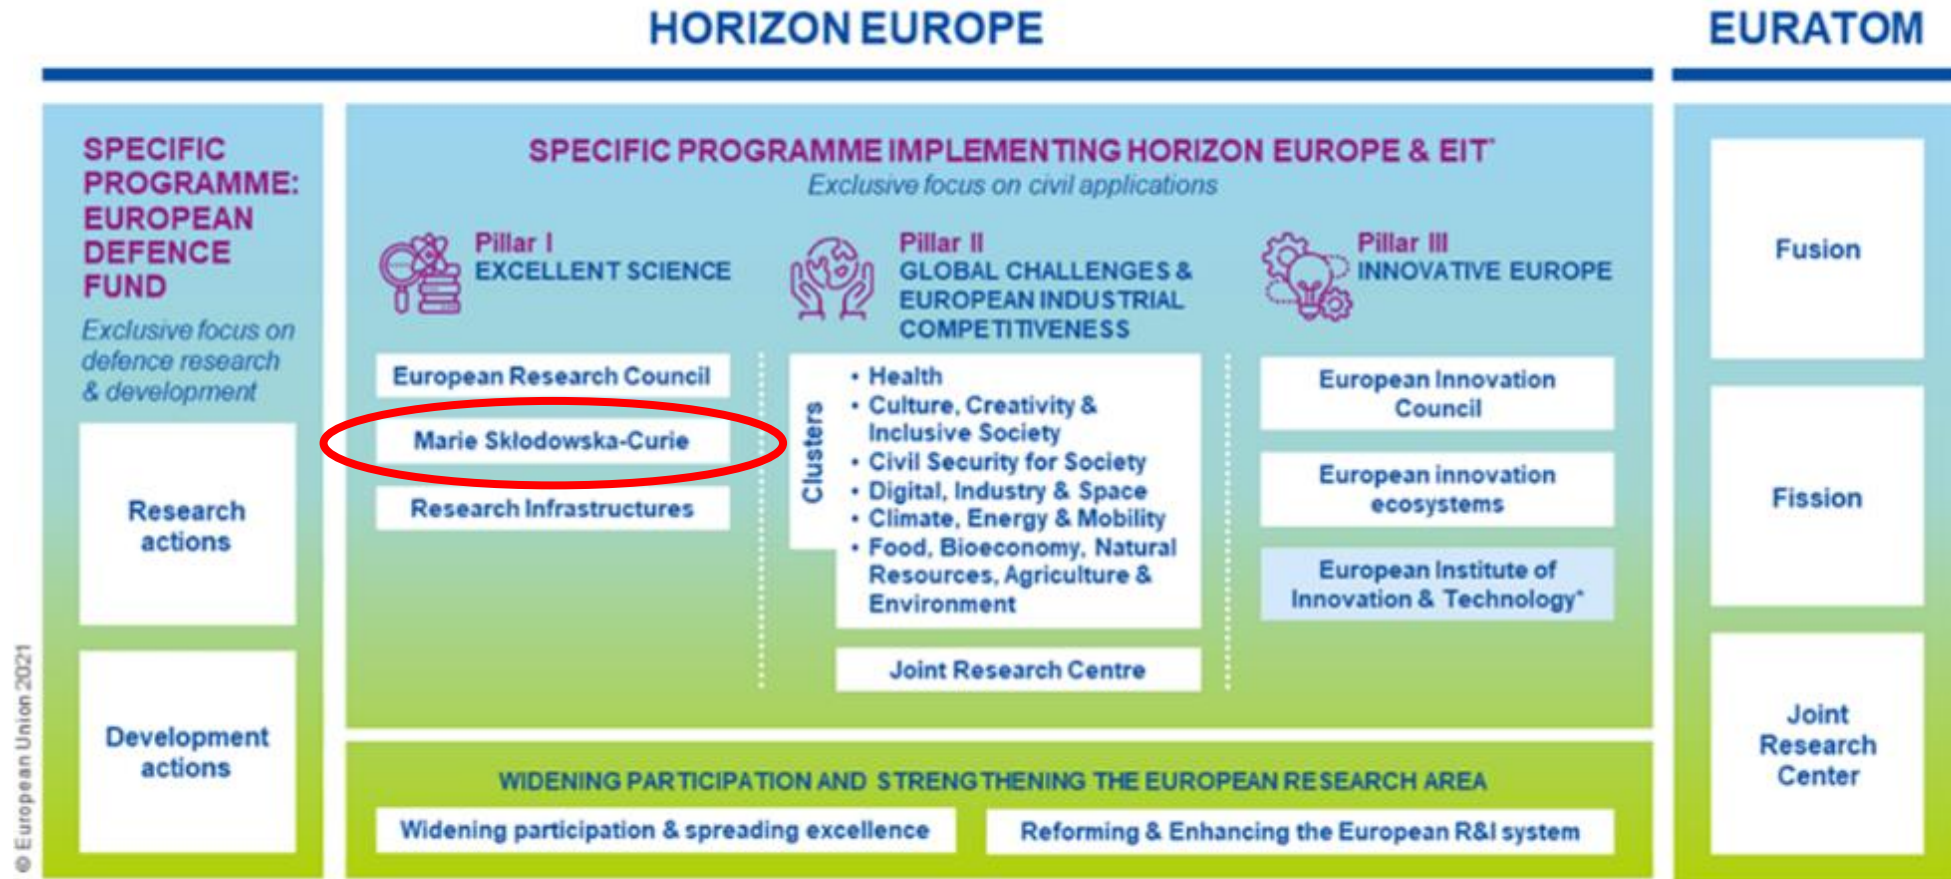 HORIZON EUROPE
EURATOM
SPECIFIC
PROGRAMME:
EUROPEAN
DEFENCE
FUND
Exclusive focus on
defence research
& development
Research
actions
Development
actions
SPECIFIC PROGRAMME IMPLEMENTING HORIZON EUROPE & EIT*
Exclusive focus on civil applications
Pillar I
EXCELLENT SCIENCE
European Research Council
Marie Skłodowska-Curie
Research Infrastructures
Pillar II
GLOBAL CHALLENGES &
EUROPEAN INDUSTRIAL
COMPETITIVENESS
Clusters
• Health
• Culture, Creativity &
Inclusive Society
• Civil Security for Society
• Digital, Industry & Space
• Climate, Energy & Mobility
• Food, Bioeconomy, Natural
Resources, Agriculture &
Environment
Joint Research Centre
Pillar III
INNOVATIVE EUROPE
European Innovation
Council
European innovation
ecosystems
European Institute of
Innovation & Technology*
WIDENING PARTICIPATION AND STRENGTHENING THE EUROPEAN RESEARCH AREA
Widening participation & spreading excellence
Reforming & Enhancing the European R&I system
Fusion
Fission
Joint
Research
Center
© European Union 2021